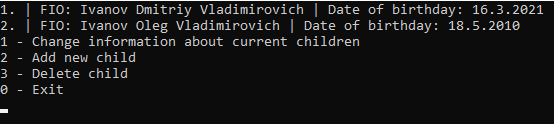 1. | FIO: Ivanov Dmitriy Vladimirovich | Date of birthday: 16.3.2021
2. | FIO: Ivanov Oleg Vladimirovich | Date of birthday: 18.5.2010
1 - Change information about current children
2 - Add new child
3 - Delete child
0 - Exit